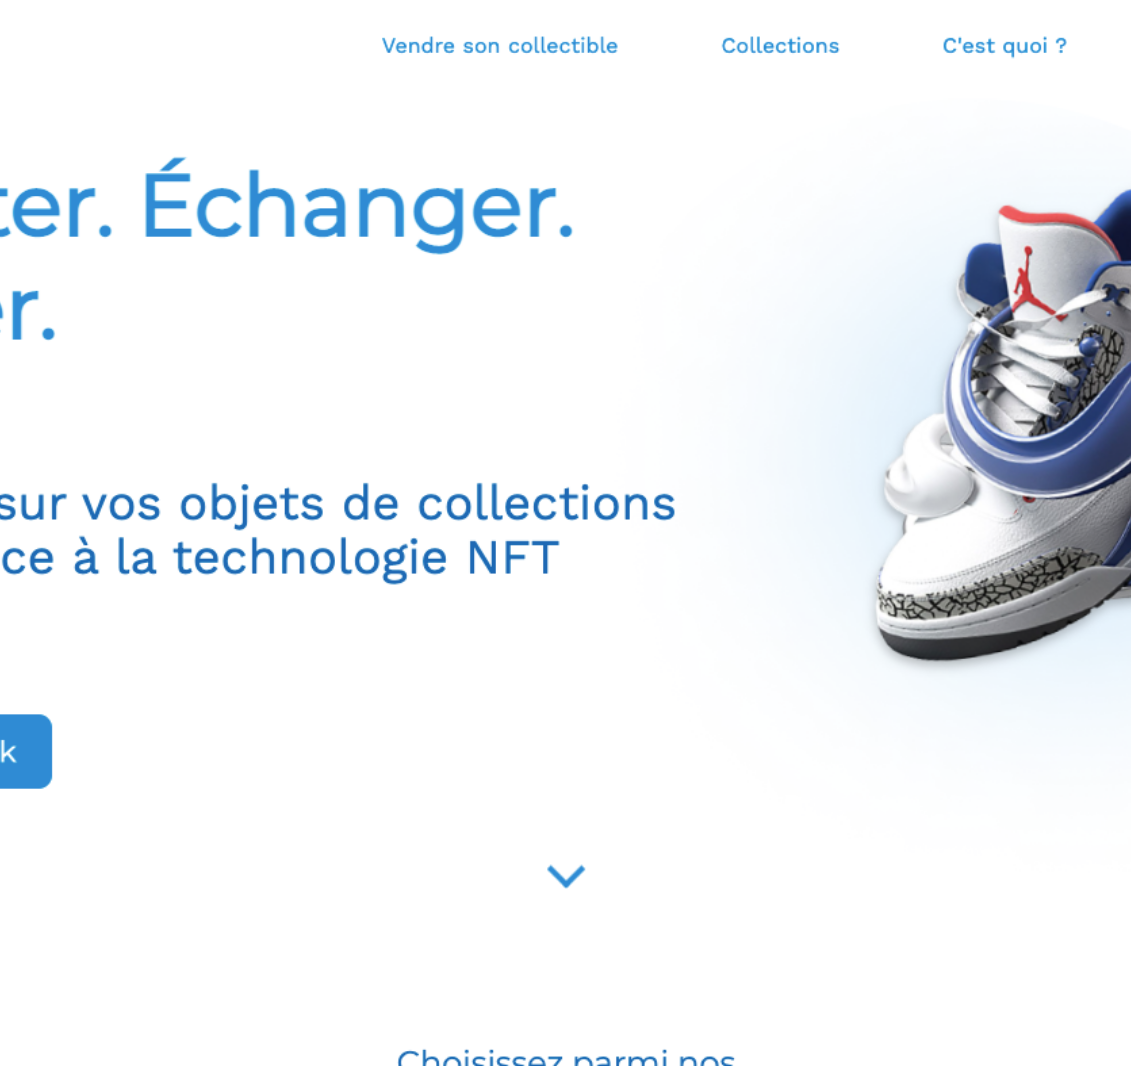 Vendre son collectible
Collections
C'est quoi ?
ter. Échanger.
er.
sur vos objets de collections
ce à la technologie NFT
k
Choisissez parmi nos